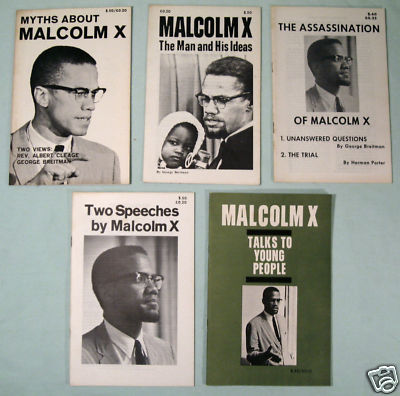 $.50/£0.20
MYTHS ABOUT
MALCOLM X
TWO VIEWS:
REV. ALBERT CLEAGE
GEORGE BREITMAN
MALCOLM X
The Man and His Ideas
By George Breitman
THE ASSASSINATION
OF MALCOLM X
1. UNANSWERED QUESTIONS
By George Breitman
2. THE TRIAL
By Herman Porter
Two Speeches
by Malcolm X
MALCOLM X
TALKS TO
YOUNG
PEOPLE